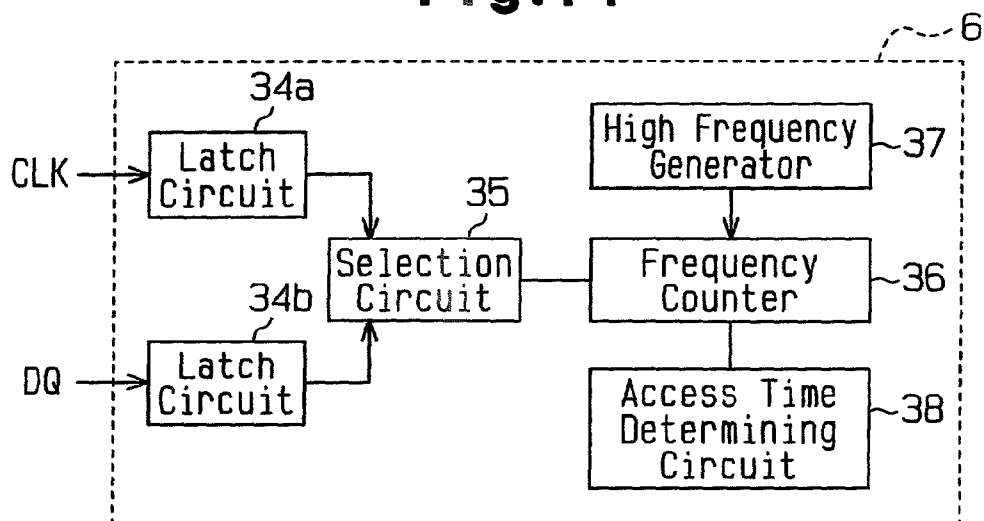 6
34a
CLK
Latch
Circuit
High Frequency
Generator
37
35
Selection
Circuit
Frequency
Counter
36
34b
DQ
Latch
Circuit
Access Time
Determining
Circuit
38